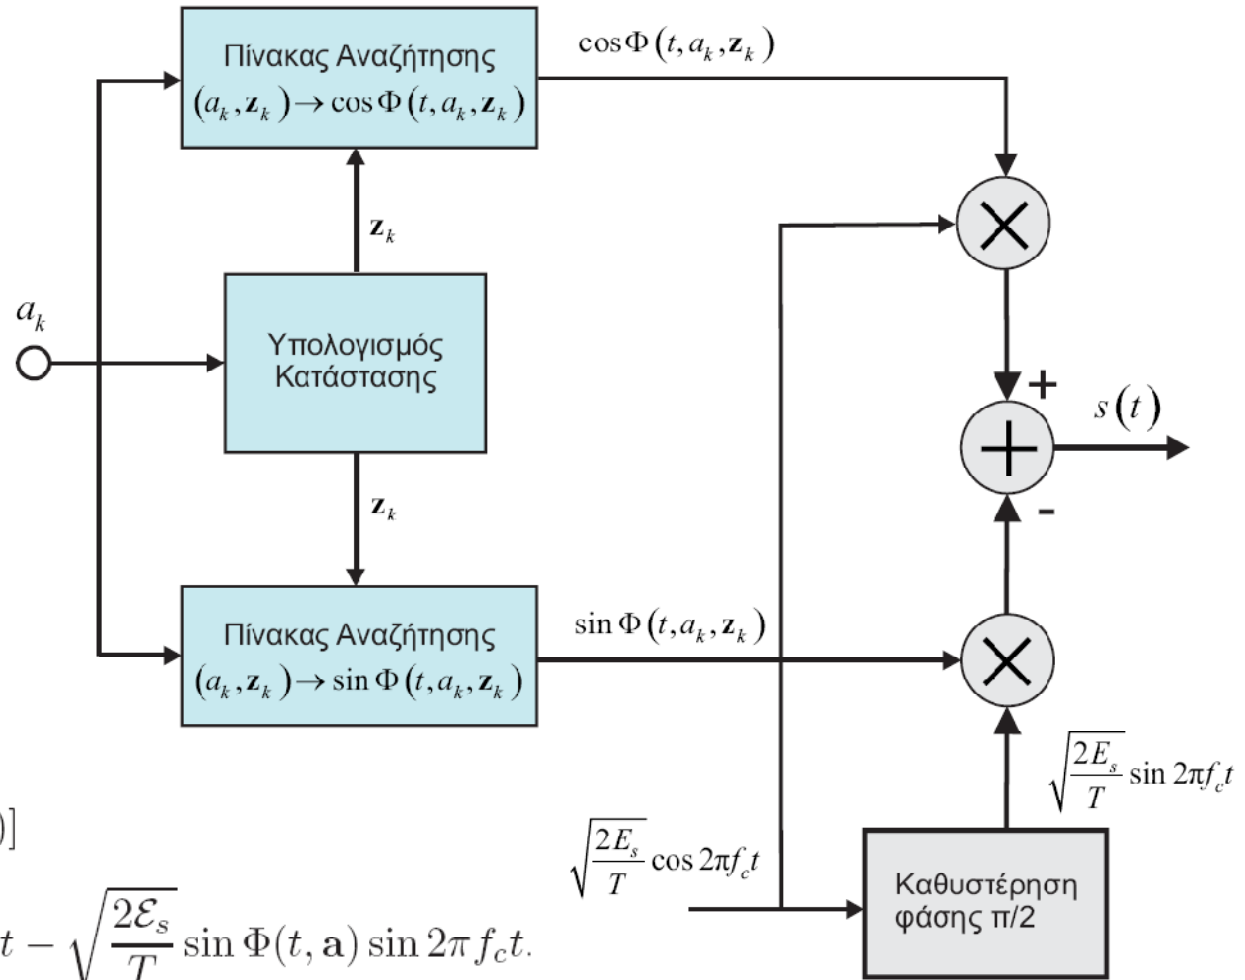 Πίνακας Αναζήτησης
(a_k, z_k) → cos Φ(t, a_k, z_k)
cos Φ(t, a_k, z_k)
z_k
a_k
Υπολογισμός
Κατάστασης
+
s(t)
-
z_k
Πίνακας Αναζήτησης
(a_k, z_k) → sin Φ(t, a_k, z_k)
sin Φ(t, a_k, z_k)
√(2E_s/T) sin 2πf_c t
√(2E_s/T) cos 2πf_c t
Καθυστέρηση
φάσης π/2
)]
t − √(2ℰ_s/T) sin Φ(t, a) sin 2πf_c t.